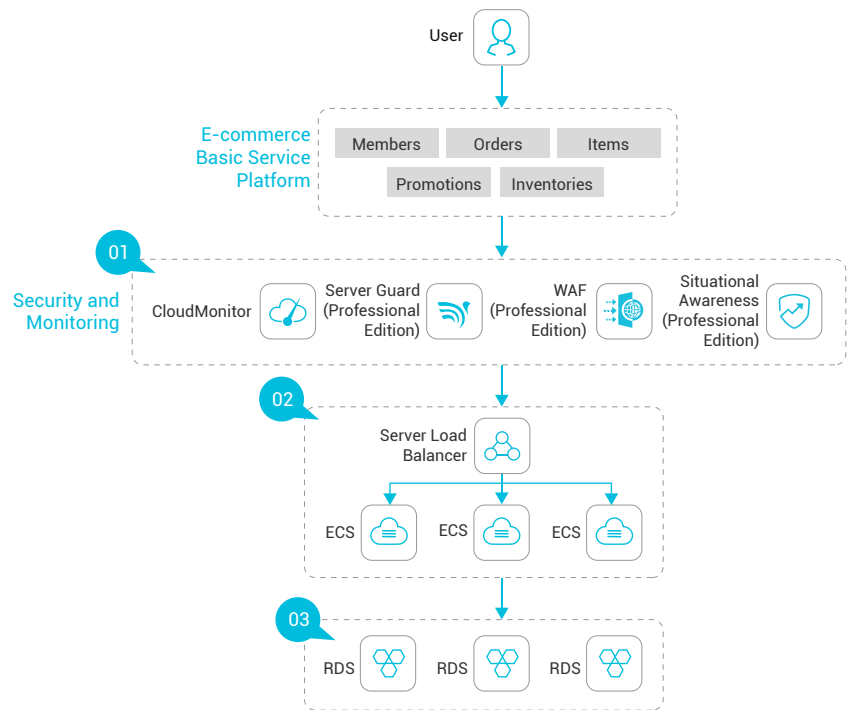 User
E-commerce
Basic Service
Platform
Members
Orders
Items
Promotions
Inventories
01
Security and
Monitoring
CloudMonitor
Server Guard
(Professional
Edition)
WAF
(Professional
Edition)
Situational
Awareness
(Professional
Edition)
02
Server Load
Balancer
ECS
ECS
ECS
03
RDS
RDS
RDS